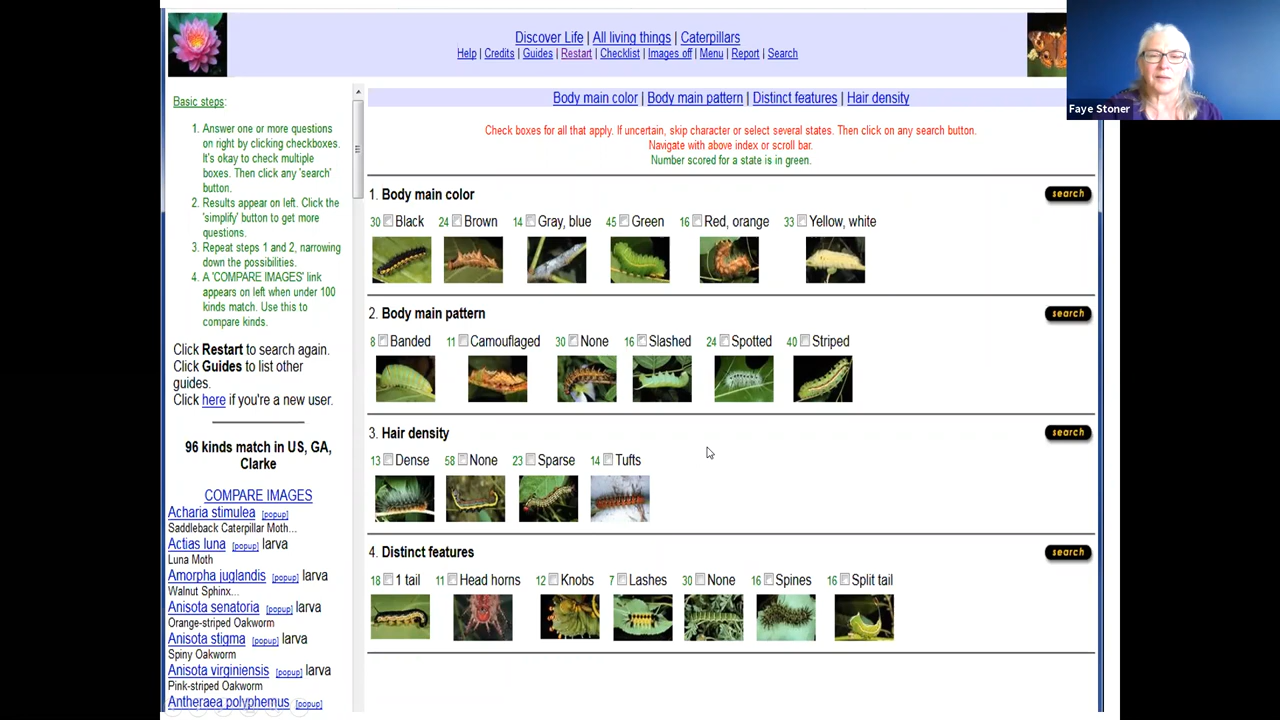 Discover Life | All living things | Caterpillars
Help | Credits | Guides | Restart | Checklist | Images off | Menu | Report | Search
Faye Stoner
Basic steps:
1. Answer one or more questions
on right by clicking checkboxes.
It's okay to check multiple
boxes. Then click any 'search'
button.
2. Results appear on left. Click the
'simplify' button to get more
questions.
3. Repeat steps 1 and 2, narrowing
down the possibilities.
4. A 'COMPARE IMAGES' link
appears on left when under 100
kinds match. Use this to
compare kinds.
Click Restart to search again.
Click Guides to list other
guides.
Click here if you're a new user.
96 kinds match in US, GA,
Clarke
COMPARE IMAGES
Acharia stimulea [popup]
Saddleback Caterpillar Moth...
Actias luna [popup] larva
Luna Moth
Amorpha juglandis [popup] larva
Walnut Sphinx...
Anisota senatoria [popup] larva
Orange-striped Oakworm
Anisota stigma [popup] larva
Spiny Oakworm
Anisota virginiensis [popup] larva
Pink-striped Oakworm
Antheraea polyphemus [popup]
Body main color | Body main pattern | Distinct features | Hair density
Check boxes for all that apply. If uncertain, skip character or select several states. Then click on any search button.
Navigate with above index or scroll bar.
Number scored for a state is in green.
1. Body main color
search
30 Black 24 Brown 14 Gray, blue 45 Green 16 Red, orange 33 Yellow, white
2. Body main pattern
search
8 Banded 11 Camouflaged 30 None 16 Slashed 24 Spotted 40 Striped
3. Hair density
search
13 Dense 58 None 23 Sparse 14 Tufts
4. Distinct features
search
18 1 tail 11 Head horns 12 Knobs 7 Lashes 30 None 16 Spines 16 Split tail